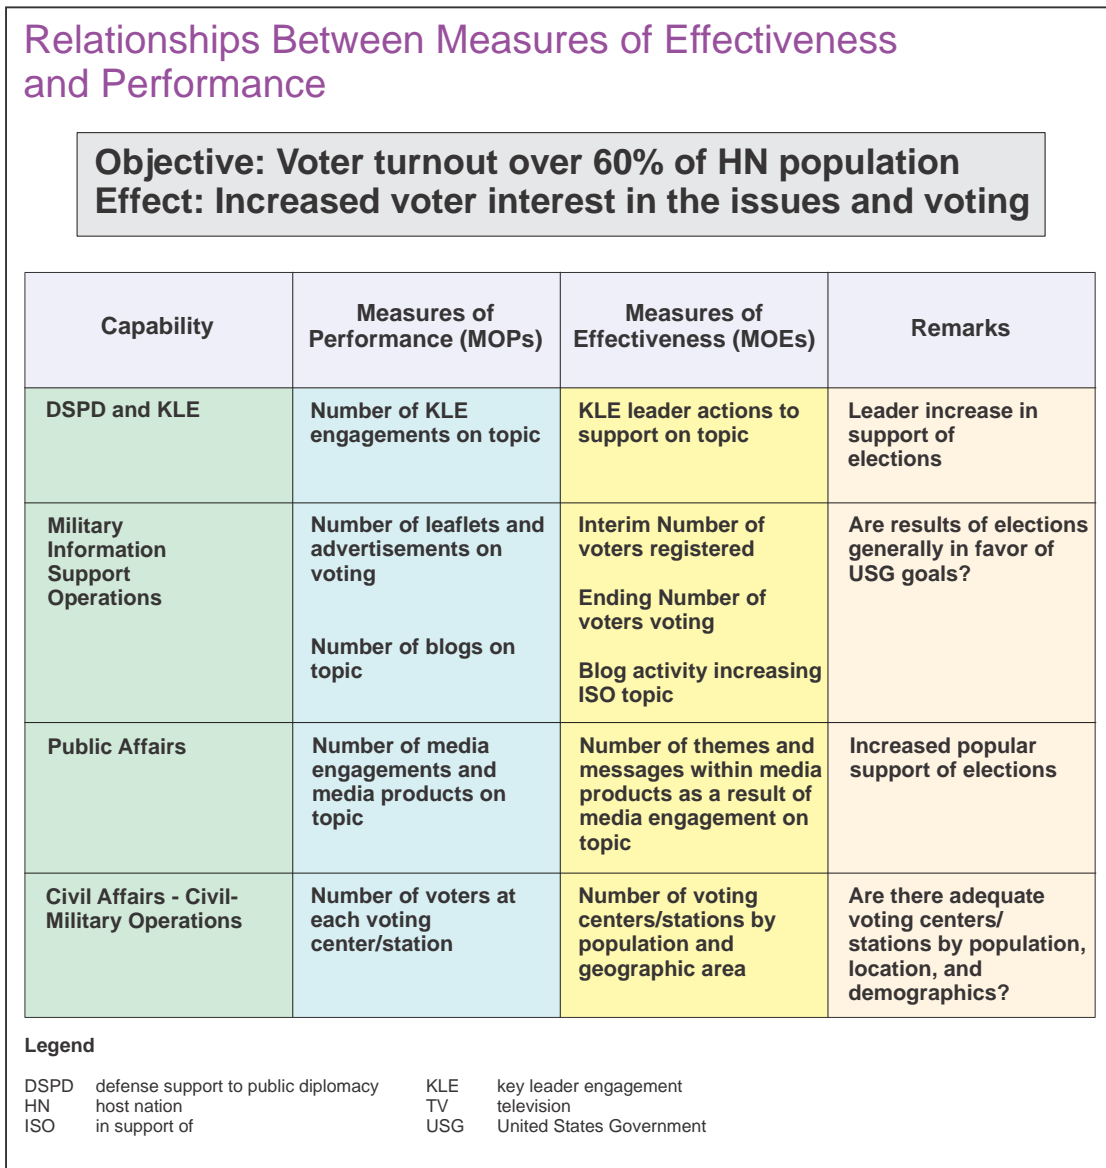 Relationships Between Measures of Effectiveness
and Performance
Objective: Voter turnout over 60% of HN population
Effect: Increased voter interest in the issues and voting
Capability
Measures of
Performance (MOPs)
Measures of
Effectiveness (MOEs)
Remarks
DSPD and KLE
Number of KLE
engagements on topic
KLE leader actions to
support on topic
Leader increase in
support of
elections
Military
Information
Support
Operations
Number of leaflets and
advertisements on
voting
Number of blogs on
topic
Interim Number of
voters registered
Ending Number of
voters voting
Blog activity increasing
ISO topic
Are results of elections
generally in favor of
USG goals?
Public Affairs
Number of media
engagements and
media products on
topic
Number of themes and
messages within media
products as a result of
media engagement on
topic
Increased popular
support of elections
Civil Affairs - Civil-
Military Operations
Number of voters at
each voting
center/station
Number of voting
centers/stations by
population and
geographic area
Are there adequate
voting centers/
stations by population,
location, and
demographics?
Legend
DSPD defense support to public diplomacy
HN host nation
ISO in support of
KLE key leader engagement
TV television
USG United States Government